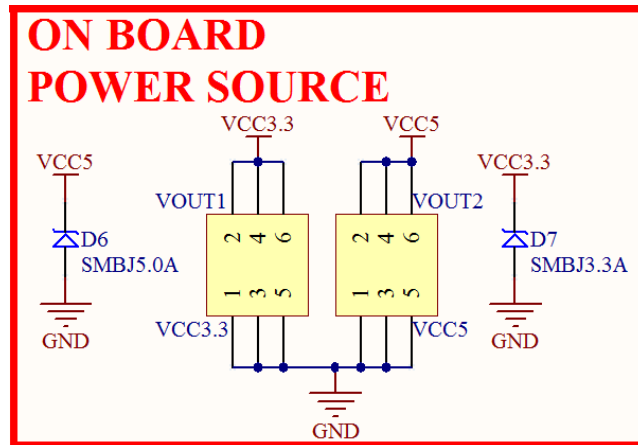 ON BOARD
POWER SOURCE
VCC3.3
VCC5
VCC5
VCC3.3
VOUT1
VOUT2
2 4 6
2 4 6
D6
SMBJ5.0A
D7
SMBJ3.3A
1 3 5
1 3 5
VCC3.3
VCC5
GND
GND
GND